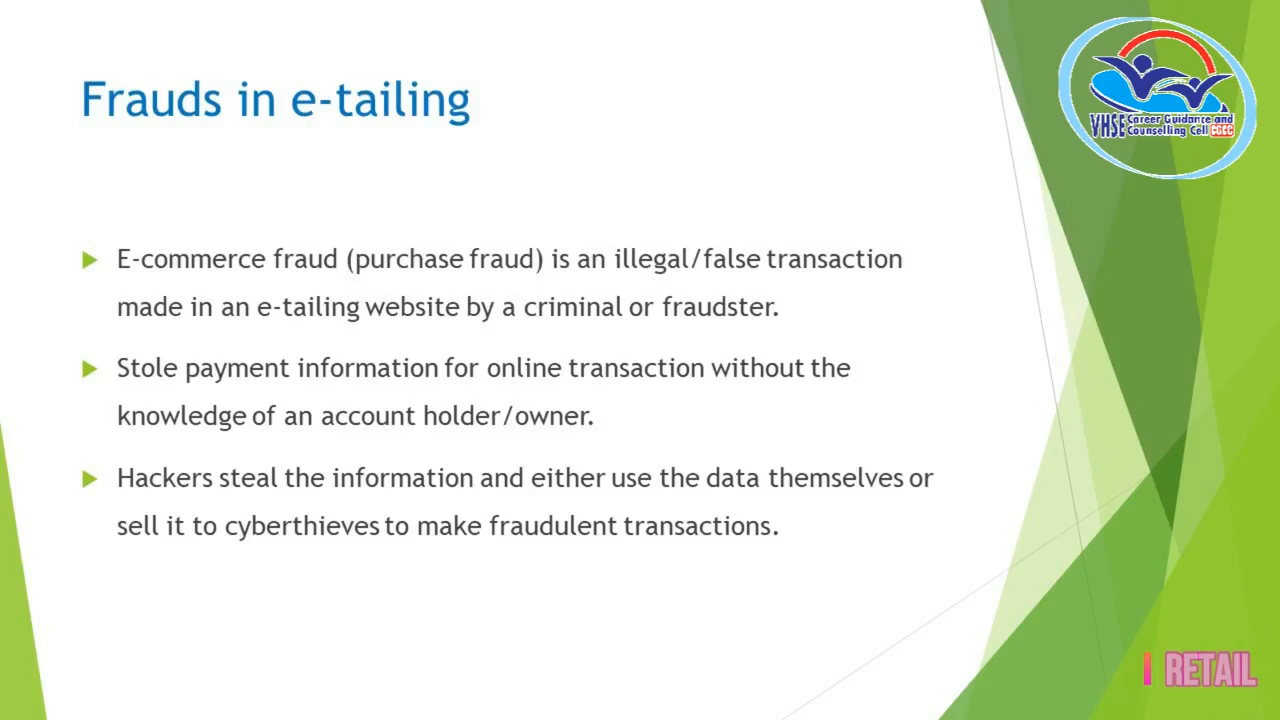 Frauds in e-tailing
VHSE Career Guidance and
Counselling Cell CGCC
E-commerce fraud (purchase fraud) is an illegal/false transaction
made in an e-tailing website by a criminal or fraudster.
Stole payment information for online transaction without the
knowledge of an account holder/owner.
Hackers steal the information and either use the data themselves or
sell it to cyberthieves to make fraudulent transactions.
I RETAIL